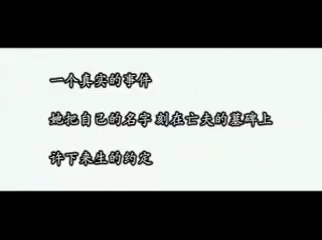 一个真实的事件
她把自己的名字 刻在亡夫的墓碑上
许下来生的约定